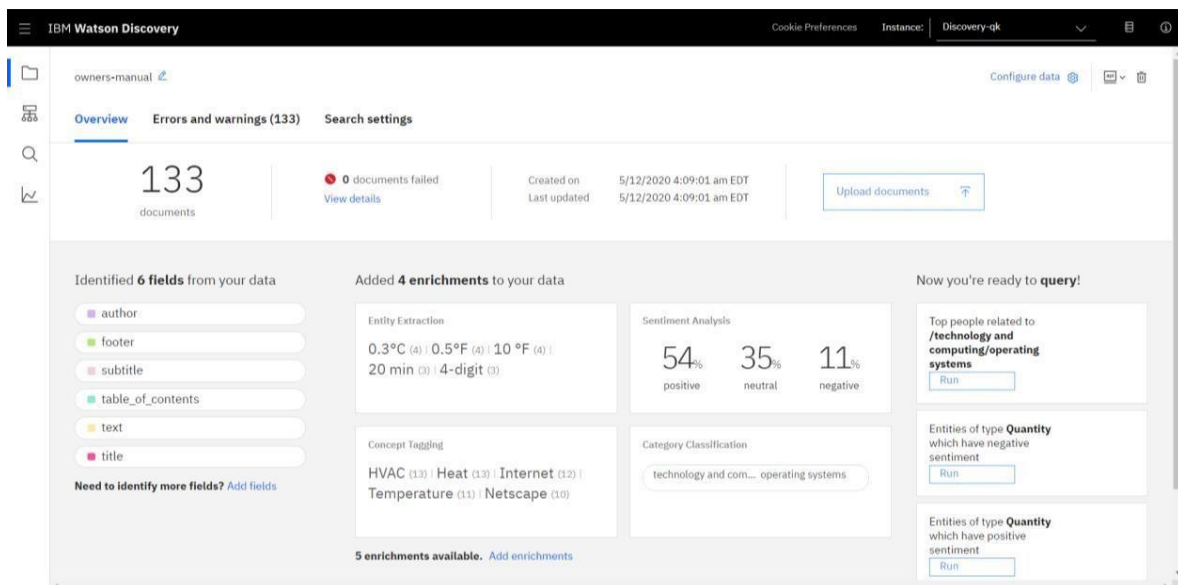 IBM Watson Discovery
Cookie Preferences
Instance:
Discovery-qk
owners-manual
Configure data
Overview
Errors and warnings (133)
Search settings
133
documents
0 documents failed
View details
Created on 5/12/2020 4:09:01 am EDT
Last updated 5/12/2020 4:09:01 am EDT
Upload documents
Identified 6 fields from your data
author
footer
subtitle
table_of_contents
text
title
Need to identify more fields? Add fields
Added 4 enrichments to your data
Entity Extraction
0.3°C (4) | 0.5°F (4) | 10 °F (4) |
20 min (3) | 4-digit (3)
Sentiment Analysis
54% 35% 11%
positive neutral negative
Concept Tagging
HVAC (13) | Heat (13) | Internet (12) |
Temperature (11) | Netscape (10)
Category Classification
technology and com... operating systems
5 enrichments available. Add enrichments
Now you're ready to query!
Top people related to
/technology and
computing/operating
systems
Run
Entities of type Quantity
which have negative
sentiment
Run
Entities of type Quantity
which have positive
sentiment
Run